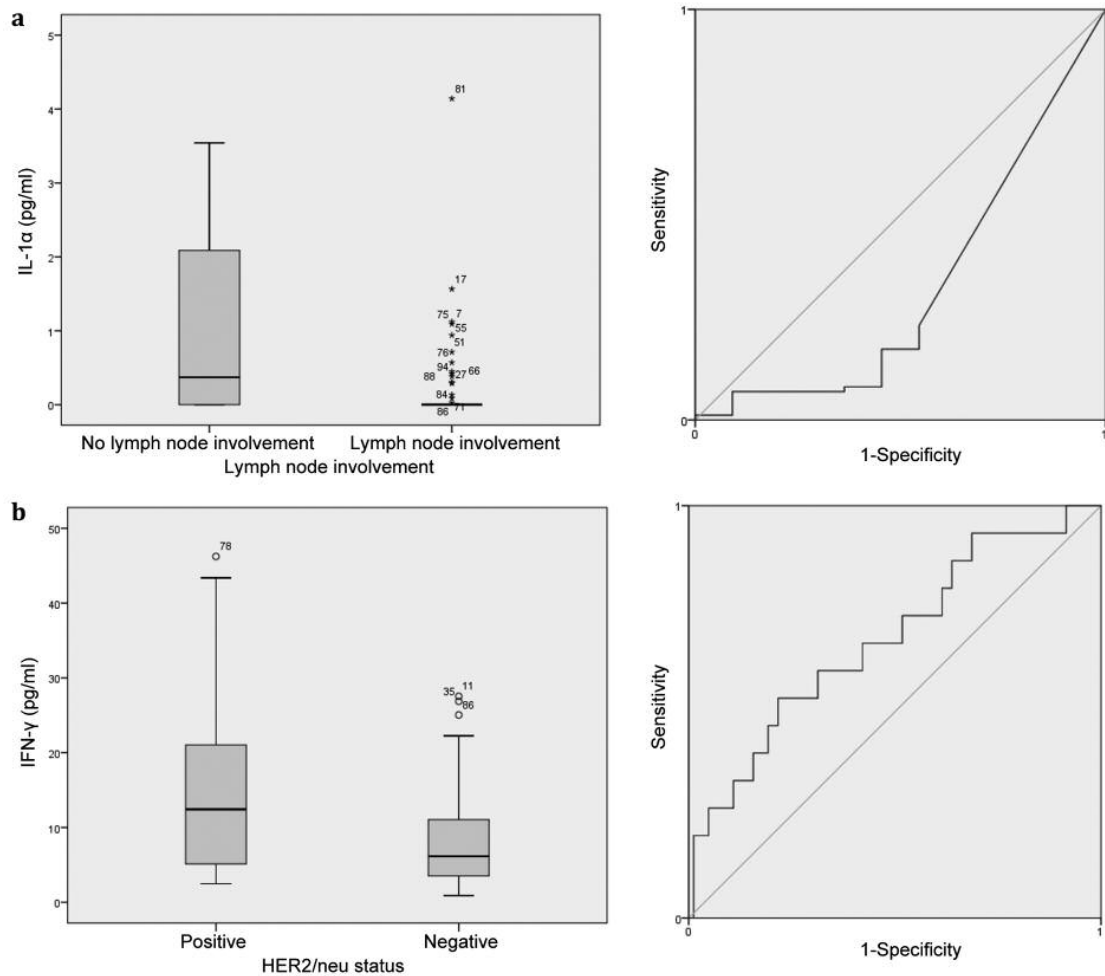 a
5
4
3
2
1
0
IL-1α (pg/ml)
81
17
75 7
55
51
76
94 66
88 27
84
71
86
No lymph node involvement Lymph node involvement
Lymph node involvement
1
Sensitivity
0
0 1
1-Specificity
b
50
40
30
20
10
0
IFN-γ (pg/ml)
78
35 11
86
Positive Negative
HER2/neu status
1
Sensitivity
0
0 1
1-Specificity